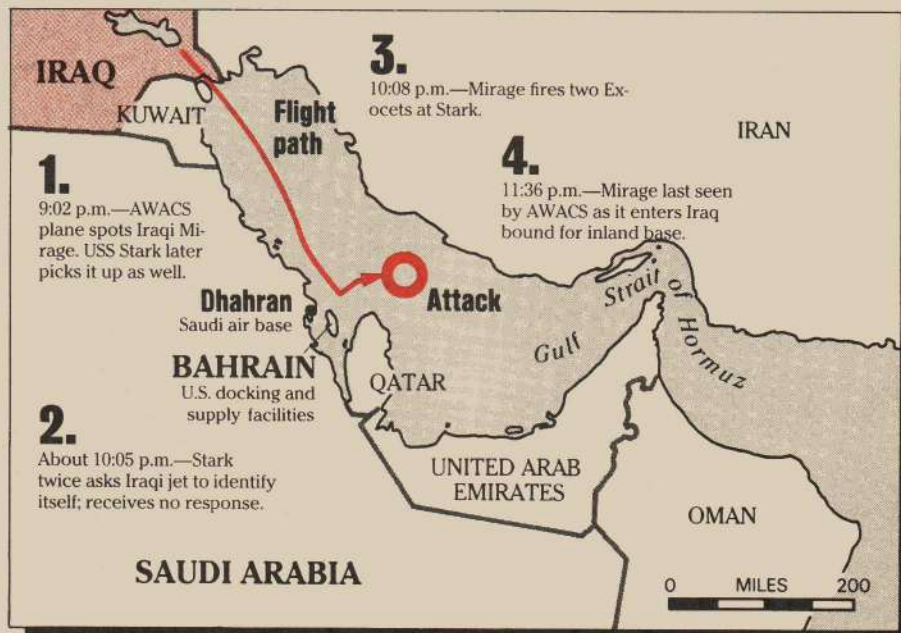 IRAQ
KUWAIT
Flight
path
3.
10:08 p.m.—Mirage fires two Ex-
ocets at Stark.
IRAN
1.
9:02 p.m.—AWACS
plane spots Iraqi Mi-
rage. USS Stark later
picks it up as well.
4.
11:36 p.m.—Mirage last seen
by AWACS as it enters Iraq
bound for inland base.
Dhahran
Saudi air base
Attack
Gulf
Strait of Hormuz
BAHRAIN
U.S. docking and
supply facilities
QATAR
2.
About 10:05 p.m.—Stark
twice asks Iraqi jet to identify
itself; receives no response.
UNITED ARAB
EMIRATES
OMAN
SAUDI ARABIA
0 MILES 200